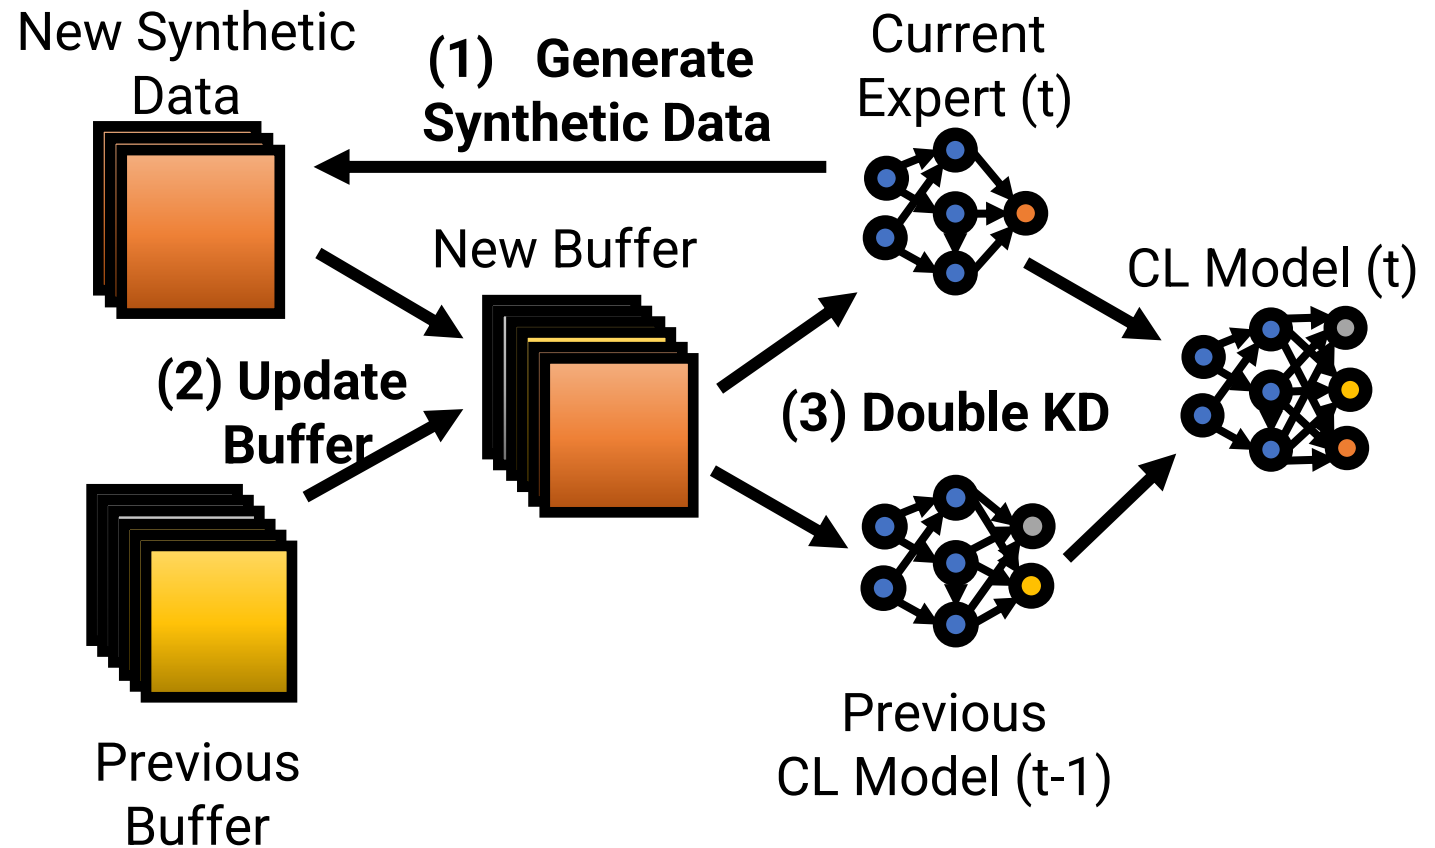 New Synthetic
Data
(1) Generate
Synthetic Data
Current
Expert (t)
New Buffer
CL Model (t)
(2) Update
Buffer
(3) Double KD
Previous
Buffer
Previous
CL Model (t-1)